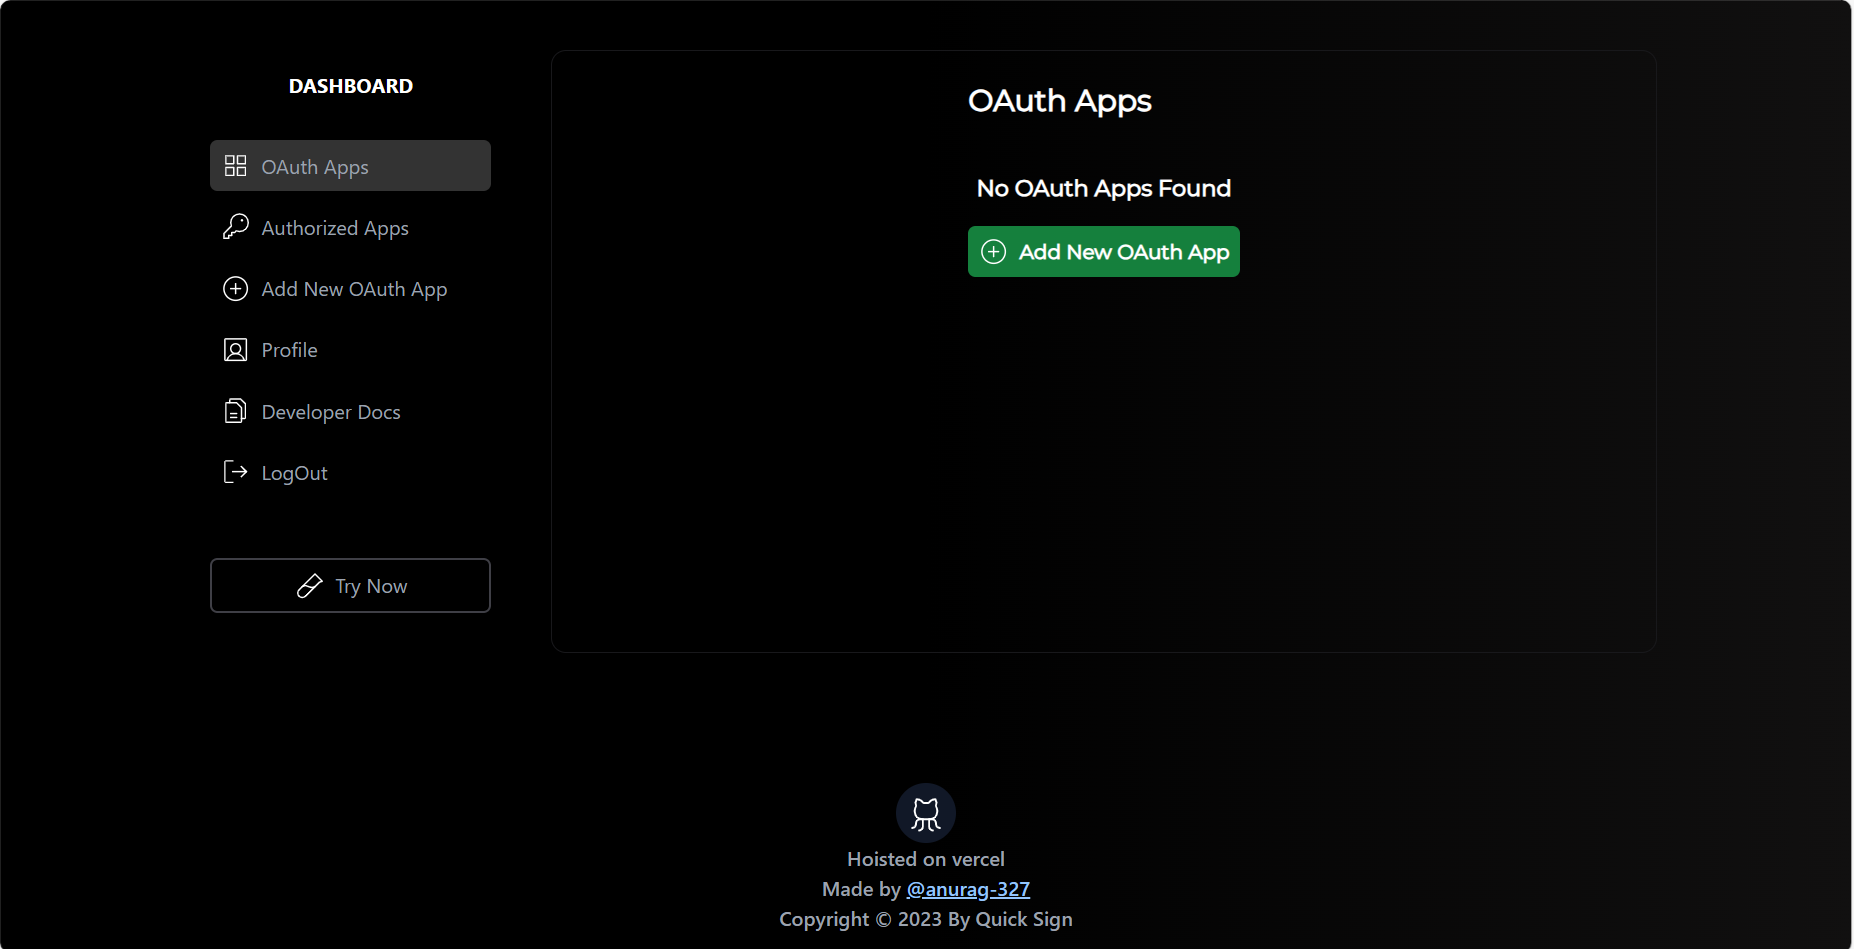 DASHBOARD
OAuth Apps
Authorized Apps
Add New OAuth App
Profile
Developer Docs
LogOut
Try Now
OAuth Apps
No OAuth Apps Found
Add New OAuth App
Hoisted on vercel
Made by @anurag-327
Copyright © 2023 By Quick Sign